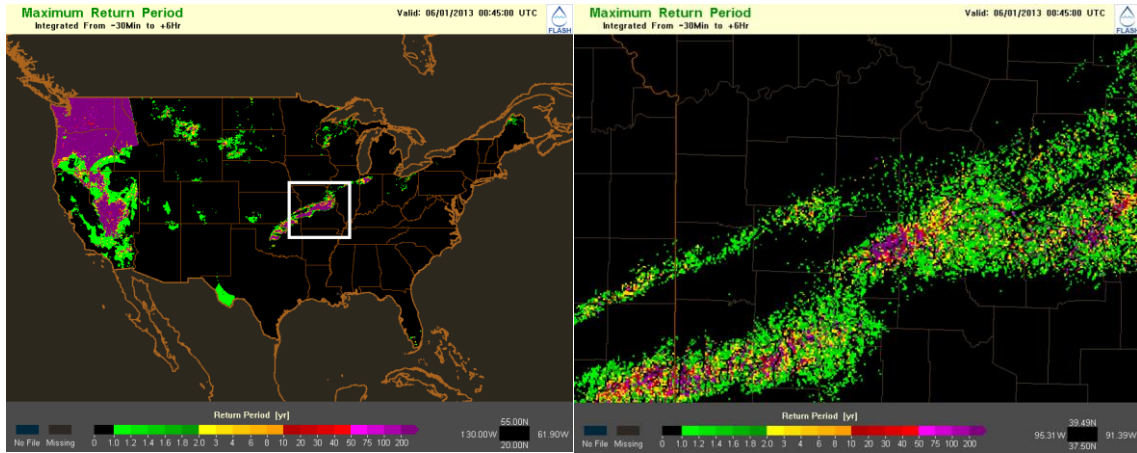 Maximum Return Period
Integrated From -30Min to +6Hr
Valid: 06/01/2013 00:45:00 UTC
FLASH
Return Period [yr]
No File Missing 0 1.0 1.2 1.4 1.6 1.8 2.0 3 4 6 8 10 20 30 40 50 75 100 200
55.00N
130.00W 61.90W
20.00N
Maximum Return Period
Integrated From -30Min to +6Hr
Valid: 06/01/2013 00:45:00 UTC
FLASH
Return Period [yr]
No File Missing 0 1.0 1.2 1.4 1.6 1.8 2.0 3 4 6 8 10 20 30 40 50 75 100 200
39.49N
95.31W 91.39W
37.50N